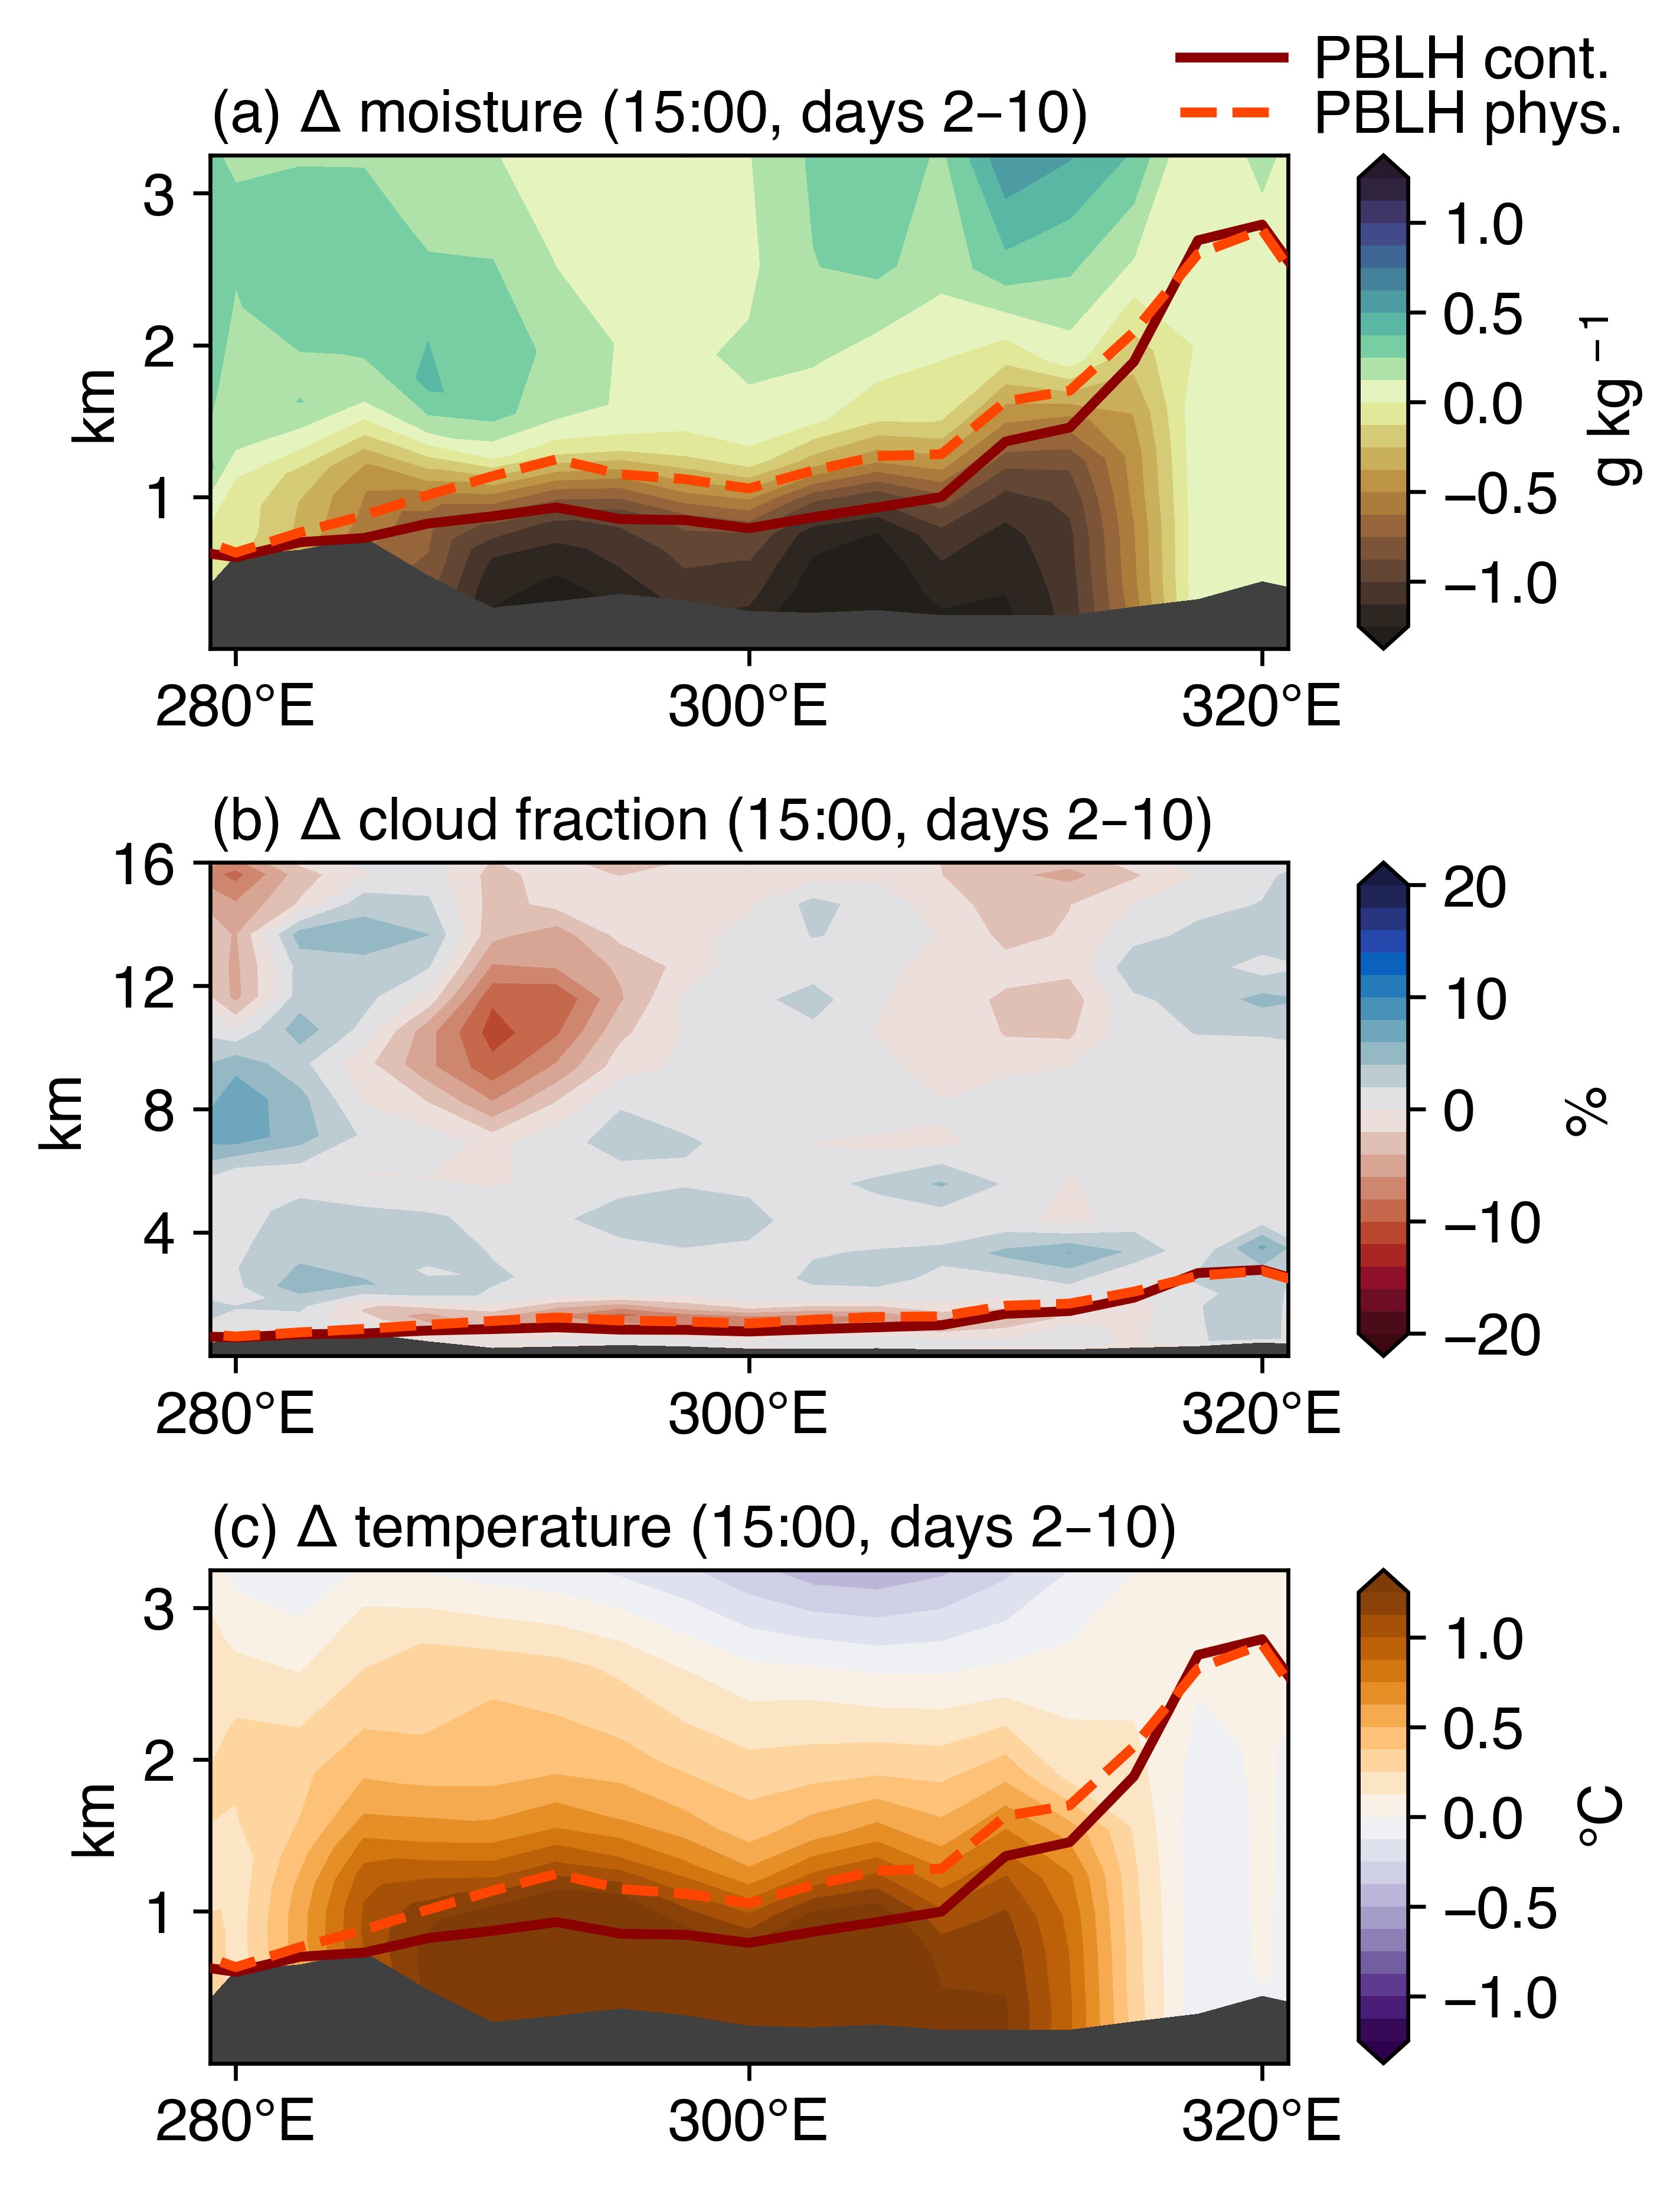 PBLH cont.
PBLH phys.
(a) Δ moisture (15:00, days 2–10)
3
2
1
km
280°E 300°E 320°E
1.0
0.5
0.0
−0.5
−1.0
g kg⁻¹
(b) Δ cloud fraction (15:00, days 2–10)
16
12
8
4
km
280°E 300°E 320°E
20
10
0
−10
−20
%
(c) Δ temperature (15:00, days 2–10)
3
2
1
km
280°E 300°E 320°E
1.0
0.5
0.0
−0.5
−1.0
°C